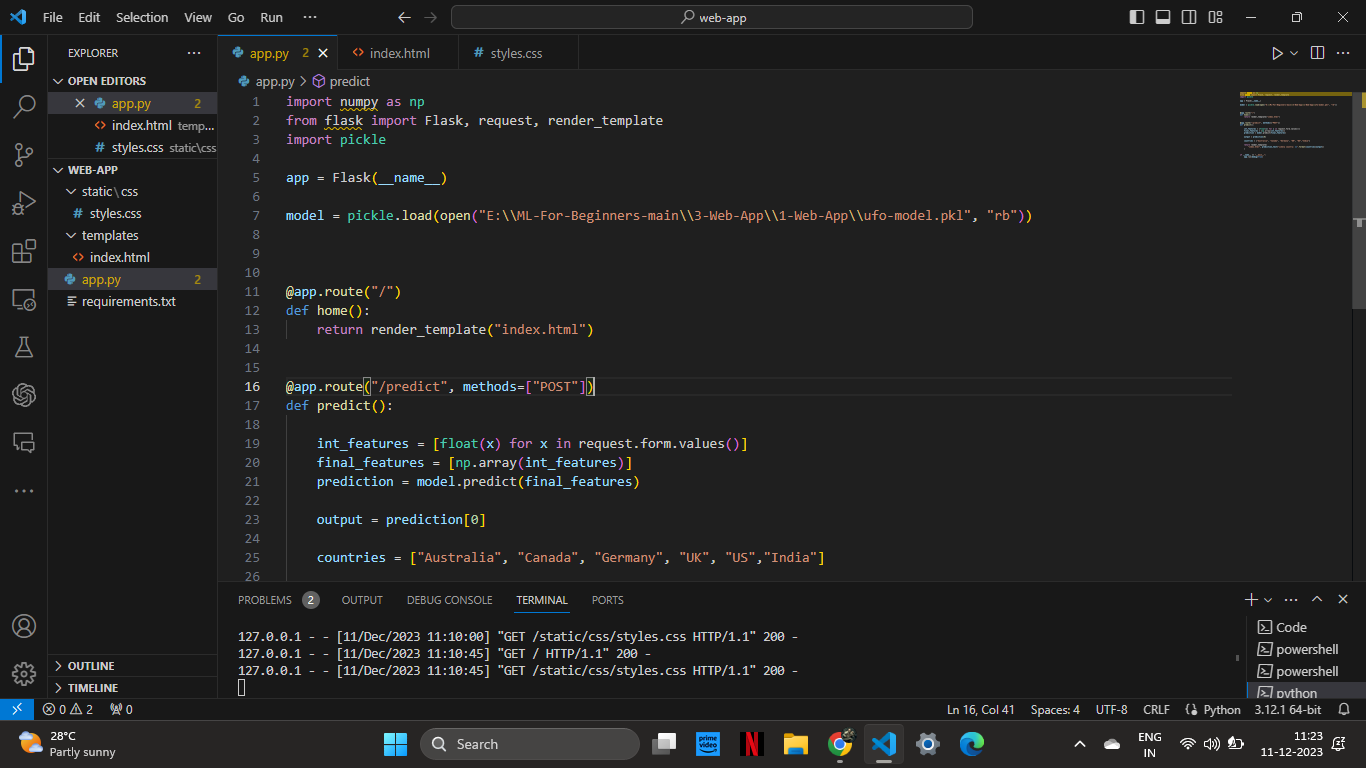 File Edit Selection View Go Run ···
web-app
EXPLORER ···
OPEN EDITORS
app.py 2
index.html temp...
styles.css static\css
WEB-APP
static\css
styles.css
templates
index.html
app.py 2
requirements.txt
OUTLINE
TIMELINE
app.py 2
index.html
styles.css
app.py > predict
1 import numpy as np
2 from flask import Flask, request, render_template
3 import pickle
4
5 app = Flask(__name__)
6
7 model = pickle.load(open("E:\\ML-For-Beginners-main\\3-Web-App\\1-Web-App\\ufo-model.pkl", "rb"))
8
9
10
11 @app.route("/")
12 def home():
13 return render_template("index.html")
14
15
16 @app.route("/predict", methods=["POST"])
17 def predict():
18
19 int_features = [float(x) for x in request.form.values()]
20 final_features = [np.array(int_features)]
21 prediction = model.predict(final_features)
22
23 output = prediction[0]
24
25 countries = ["Australia", "Canada", "Germany", "UK", "US","India"]
26
PROBLEMS 2 OUTPUT DEBUG CONSOLE TERMINAL PORTS
127.0.0.1 - - [11/Dec/2023 11:10:00] "GET /static/css/styles.css HTTP/1.1" 200 -
127.0.0.1 - - [11/Dec/2023 11:10:45] "GET / HTTP/1.1" 200 -
127.0.0.1 - - [11/Dec/2023 11:10:45] "GET /static/css/styles.css HTTP/1.1" 200 -
Code
powershell
powershell
python
0 2 0
Ln 16, Col 41 Spaces: 4 UTF-8 CRLF Python 3.12.1 64-bit
28°C
Partly sunny
Search
prime video
N
ENG
IN
11:23
11-12-2023